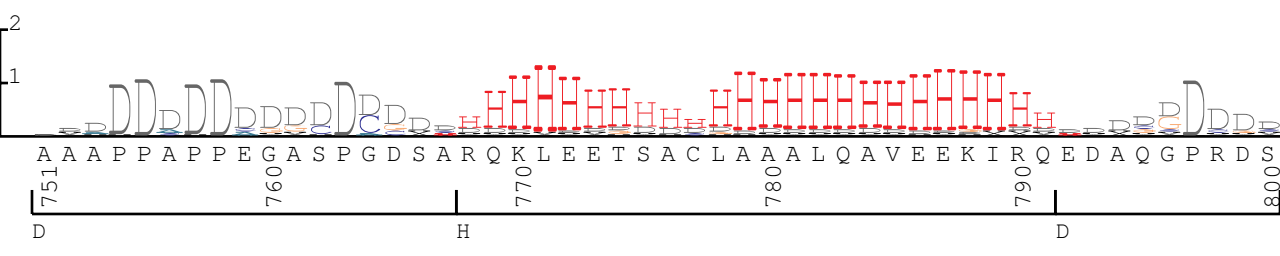 2
1
D D D D D D D D D D D D D H H H H H H H H H H H H H H H H H H H H H H H H D D D D D D D
A A A P P A P P E G A S P G D S A R Q K L E E T S A C L A A A L Q A V E E K I R Q E D A Q G P R D S
751 760 770 780 790 800
D H D